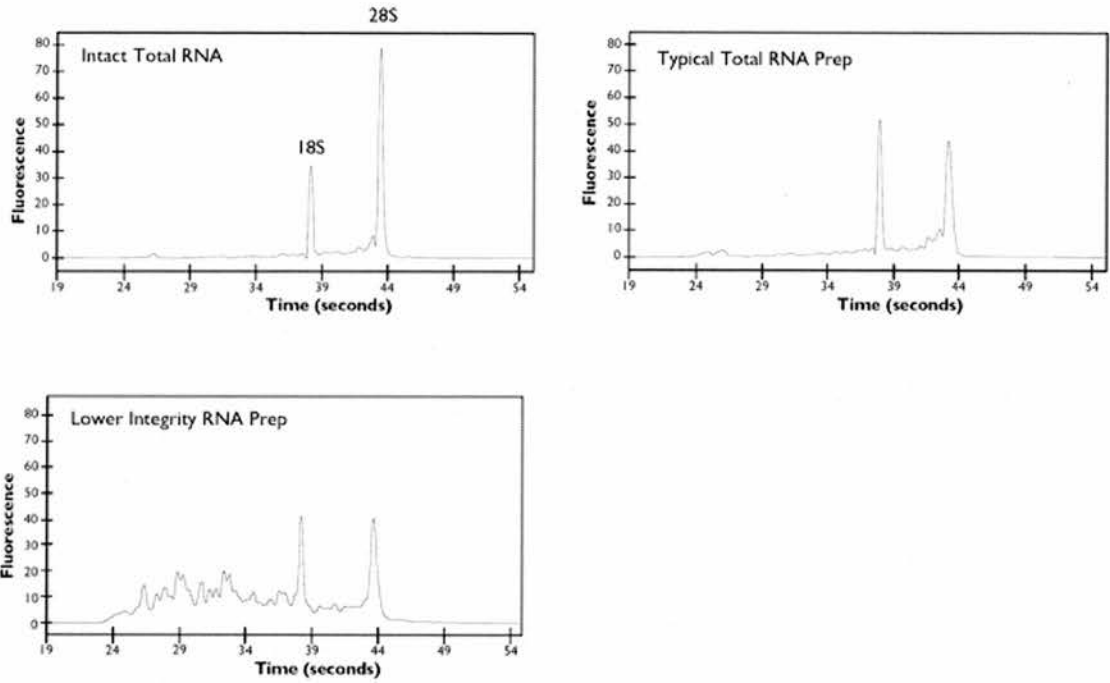 28S
Intact Total RNA
18S
Fluorescence
80
70
60
50
40
30
20
10
0
19 24 29 34 39 44 49 54
Time (seconds)
Typical Total RNA Prep
Fluorescence
80
70
60
50
40
30
20
10
0
19 24 29 34 39 44 49 54
Time (seconds)
Lower Integrity RNA Prep
Fluorescence
80
70
60
50
40
30
20
10
0
19 24 29 34 39 44 49 54
Time (seconds)